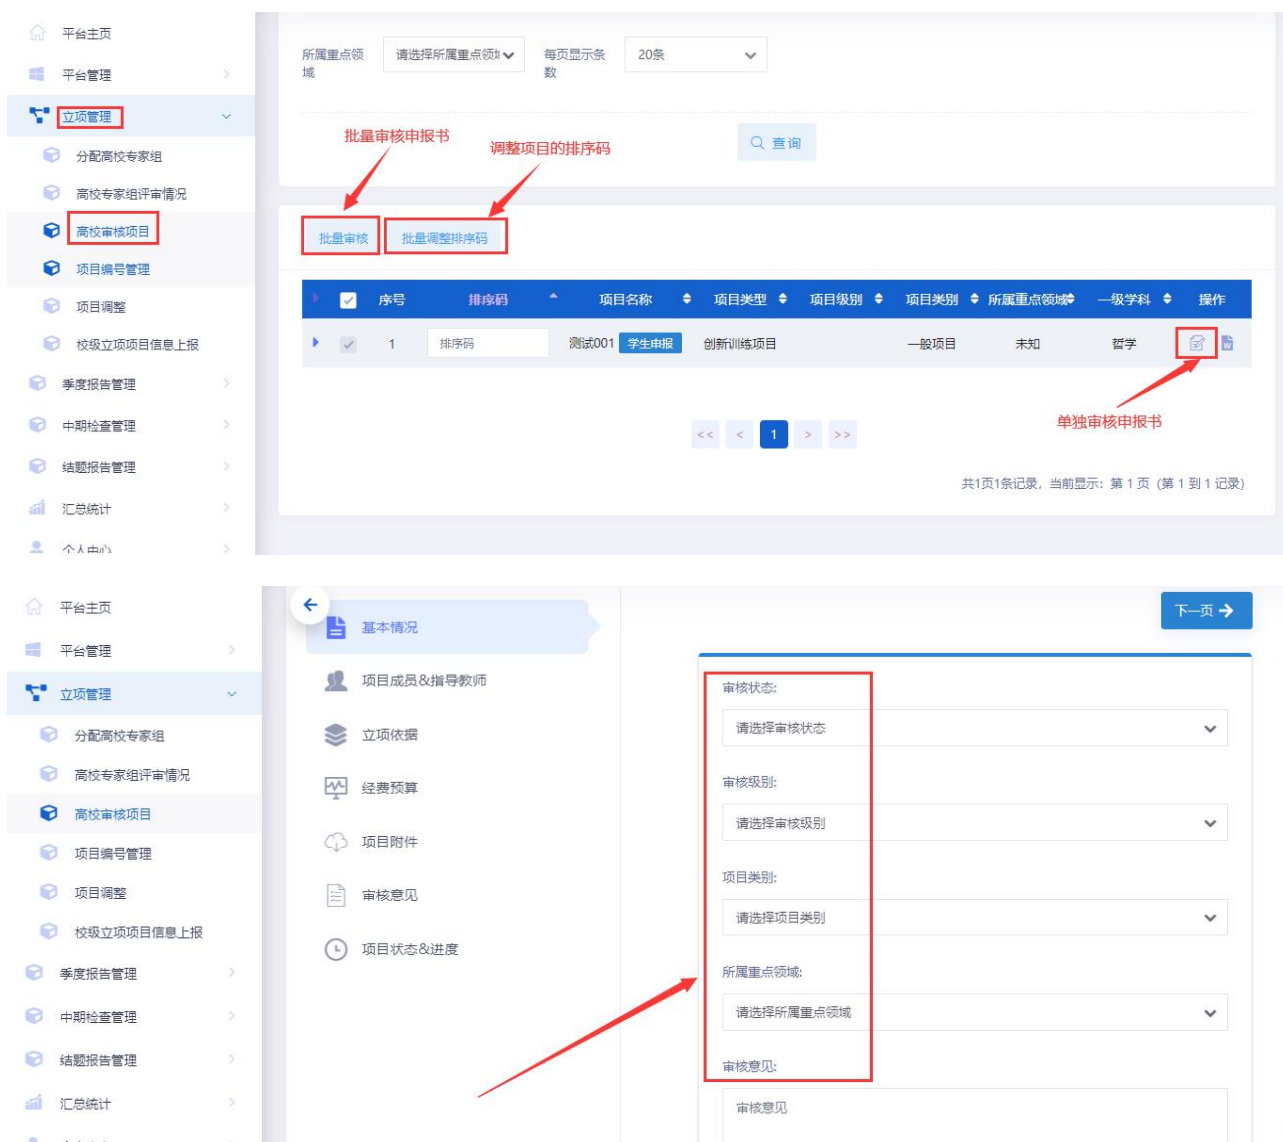 平台主页
平台管理
立项管理
分配高校专家组
高校专家组评审情况
高校审核项目
项目编号管理
项目调整
校级立项项目信息上报
季度报告管理
中期检查管理
结题报告管理
汇总统计
个人中心
所属重点领域 请选择所属重点领域 每页显示条数 20条
查询
批量审核申报书
调整项目的排序码
批量审核 批量调整排序码
序号 排序码 项目名称 项目类型 项目级别 项目类别 所属重点领域 一级学科 操作
1 排序码 测试001 学生申报 创新训练项目 一般项目 未知 哲学
单独审核申报书
<< < 1 > >>
共1页1条记录，当前显示：第 1 页（第 1 到 1 记录）
平台主页
平台管理
立项管理
分配高校专家组
高校专家组评审情况
高校审核项目
项目编号管理
项目调整
校级立项项目信息上报
季度报告管理
中期检查管理
结题报告管理
汇总统计
基本情况
项目成员&指导教师
立项依据
经费预算
项目附件
审核意见
项目状态&进度
下一页
审核状态:
请选择审核状态
审核级别:
请选择审核级别
项目类别:
请选择项目类别
所属重点领域:
请选择所属重点领域
审核意见:
审核意见